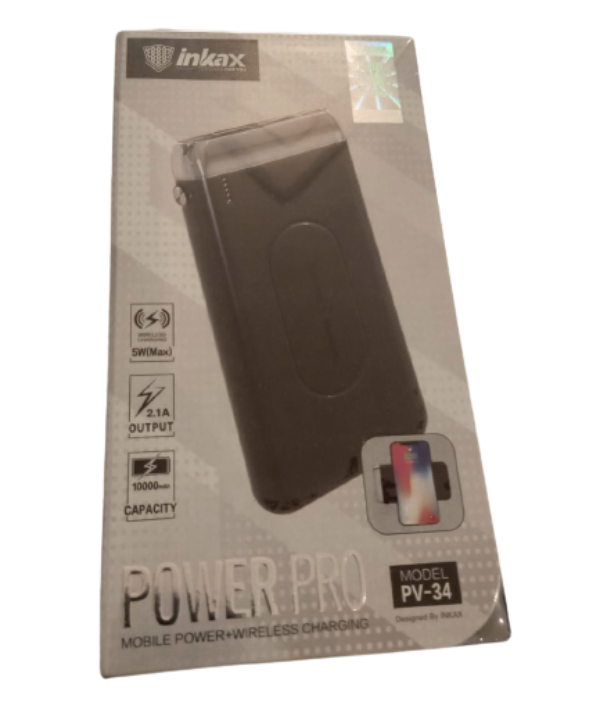 inkax
WIRELESS
CHARGING
5W(Max)
2.1A
OUTPUT
10000mAh
CAPACITY
POWER PRO
MOBILE POWER+WIRELESS CHARGING
MODEL
PV-34
Designed By INKAX